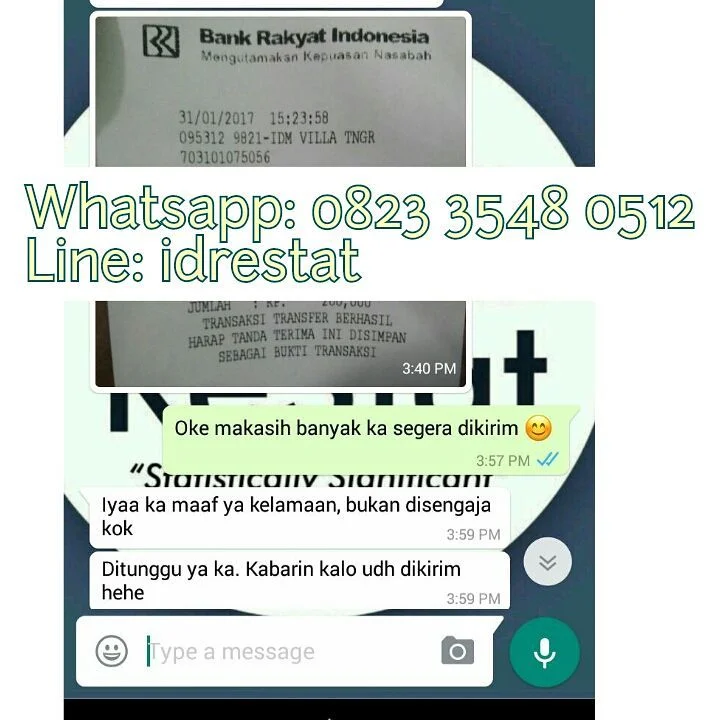 Bank Rakyat Indonesia
Mengutamakan Kepuasan Nasabah
31/01/2017 15:23:58
095312 9821-IDM VILLA TNGR
703101075056
Whatsapp: 0823 3548 0512
Line: idrestat
JUMLAH : RP. 200,000
TRANSAKSI TRANSFER BERHASIL
HARAP TANDA TERIMA INI DISIMPAN
SEBAGAI BUKTI TRANSAKSI
3:40 PM
Oke makasih banyak ka segera dikirim 😊
3:57 PM
“Statistically Significant
Iyaa ka maaf ya kelamaan, bukan disengaja
kok
3:59 PM
Ditunggu ya ka. Kabarin kalo udh dikirim
hehe
3:59 PM
Type a message